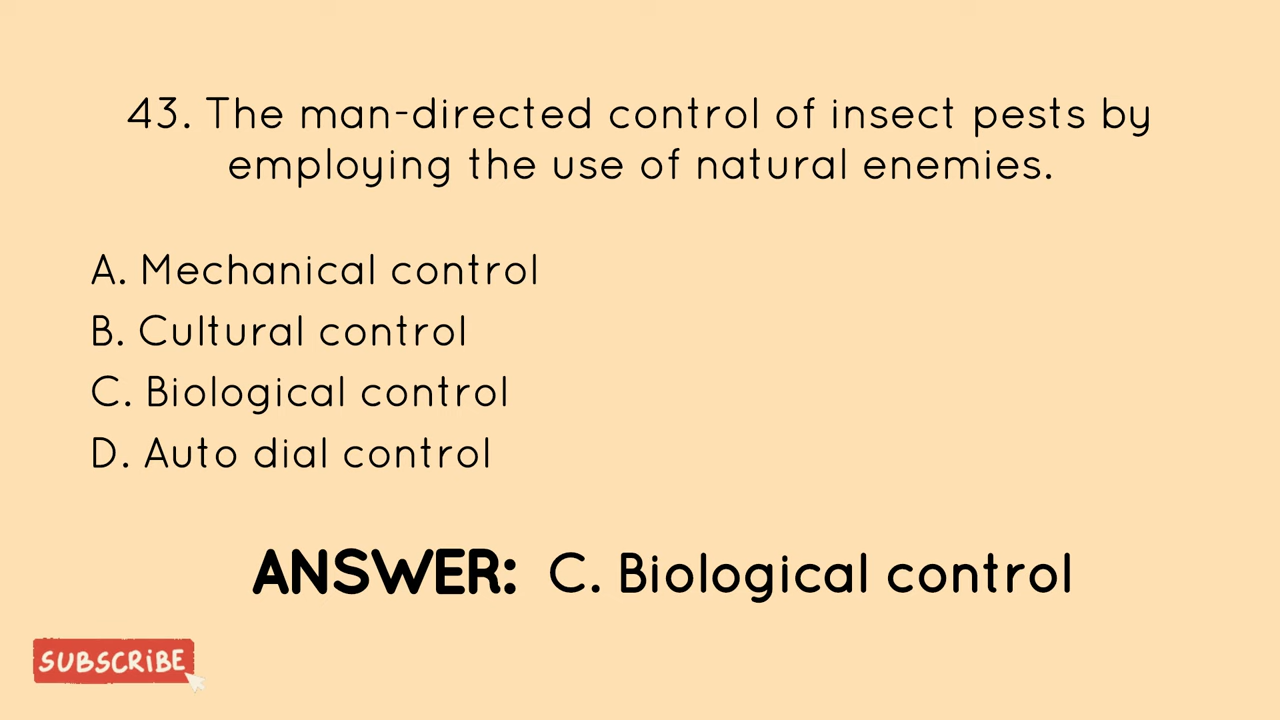 43. The man-directed control of insect pests by
employing the use of natural enemies.
A. Mechanical control
B. Cultural control
C. Biological control
D. Auto dial control
ANSWER: C. Biological control
SUBSCRiBE